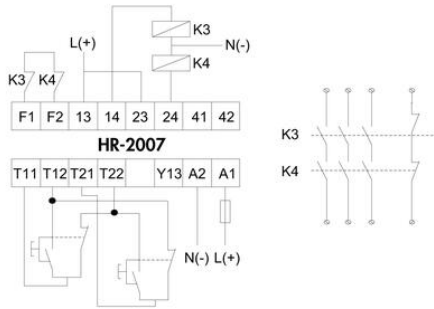 K3
L(+)
N(-)
K3 K4
K4
F1 F2 13 14 23 24 41 42
HR-2007
T11 T12 T21 T22 Y13 A2 A1
N(-) L(+)
K3
K4